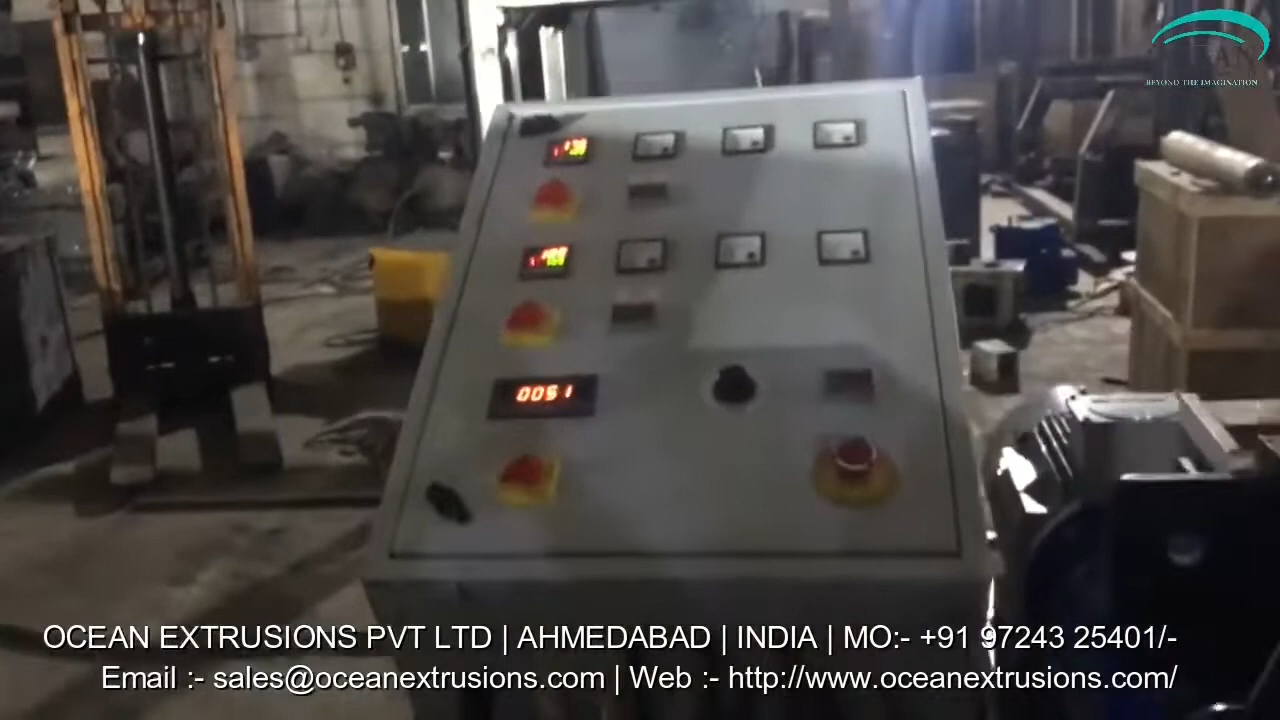 BEYOND THE IMAGINATION
0051
OCEAN EXTRUSIONS PVT LTD | AHMEDABAD | INDIA | MO:- +91 97243 25401/-
Email :- sales@oceanextrusions.com | Web :- http://www.oceanextrusions.com/